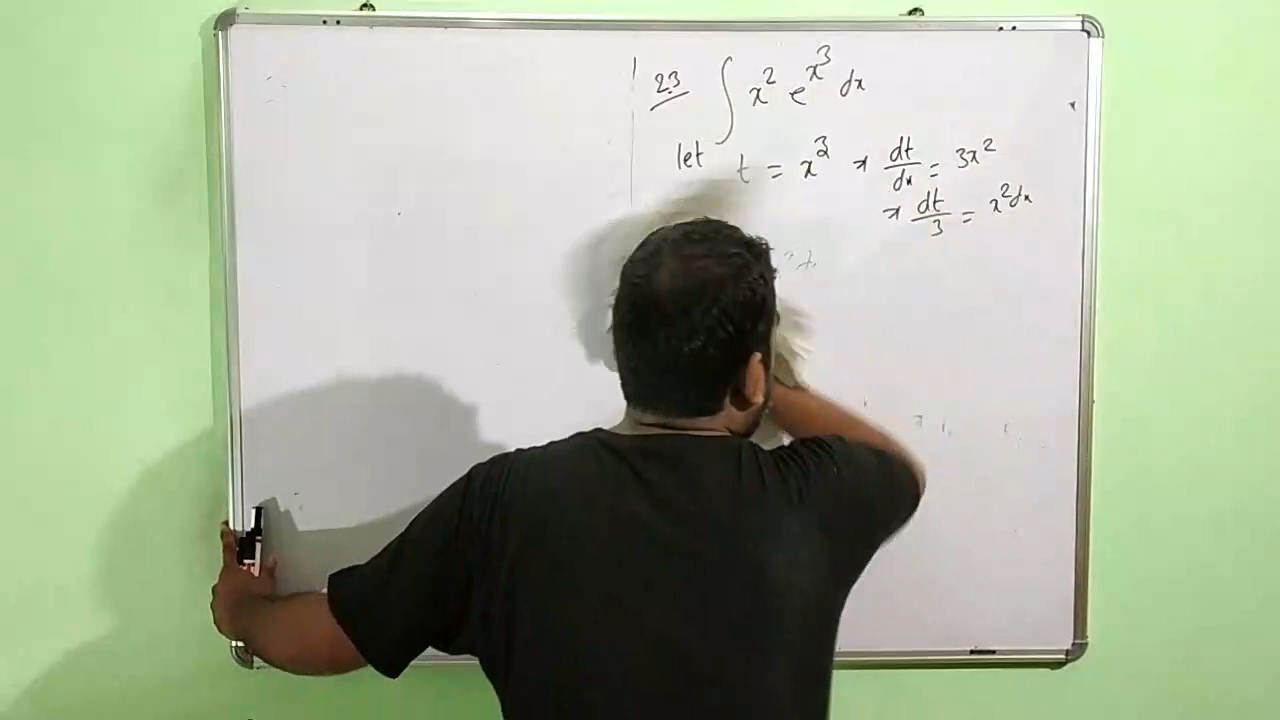 23 ∫ x² e^x³ dx
let t = x³ ⇒ dt/dx = 3x²
⇒ dt/3 = x²dx